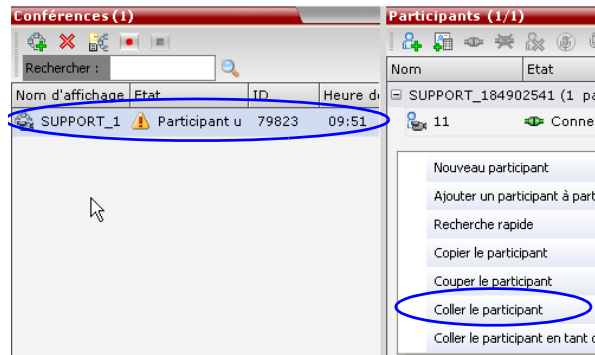 Conférences (1)
Rechercher :
Nom d'affichage Etat ID Heure de
SUPPORT_1 Participant u 79823 09:51
Participants (1/1)
Nom Etat
SUPPORT_184902541 (1 pa
11 Conne
Nouveau participant
Ajouter un participant à part
Recherche rapide
Copier le participant
Couper le participant
Coller le participant
Coller le participant en tant